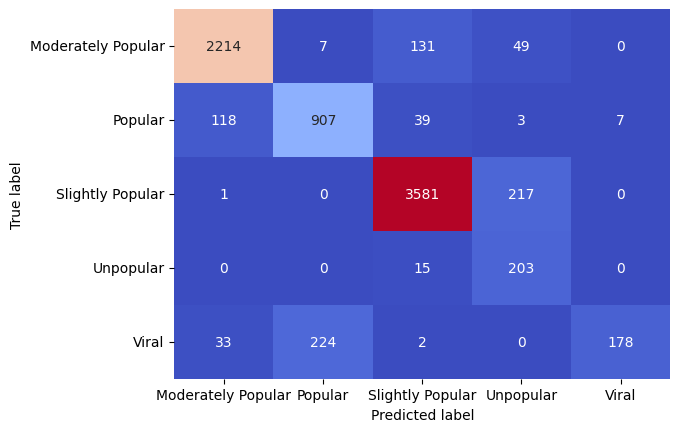 True label
Moderately Popular 2214 7 131 49 0
Popular 118 907 39 3 7
Slightly Popular 1 0 3581 217 0
Unpopular 0 0 15 203 0
Viral 33 224 2 0 178
Moderately Popular Popular Slightly Popular Unpopular Viral
Predicted label